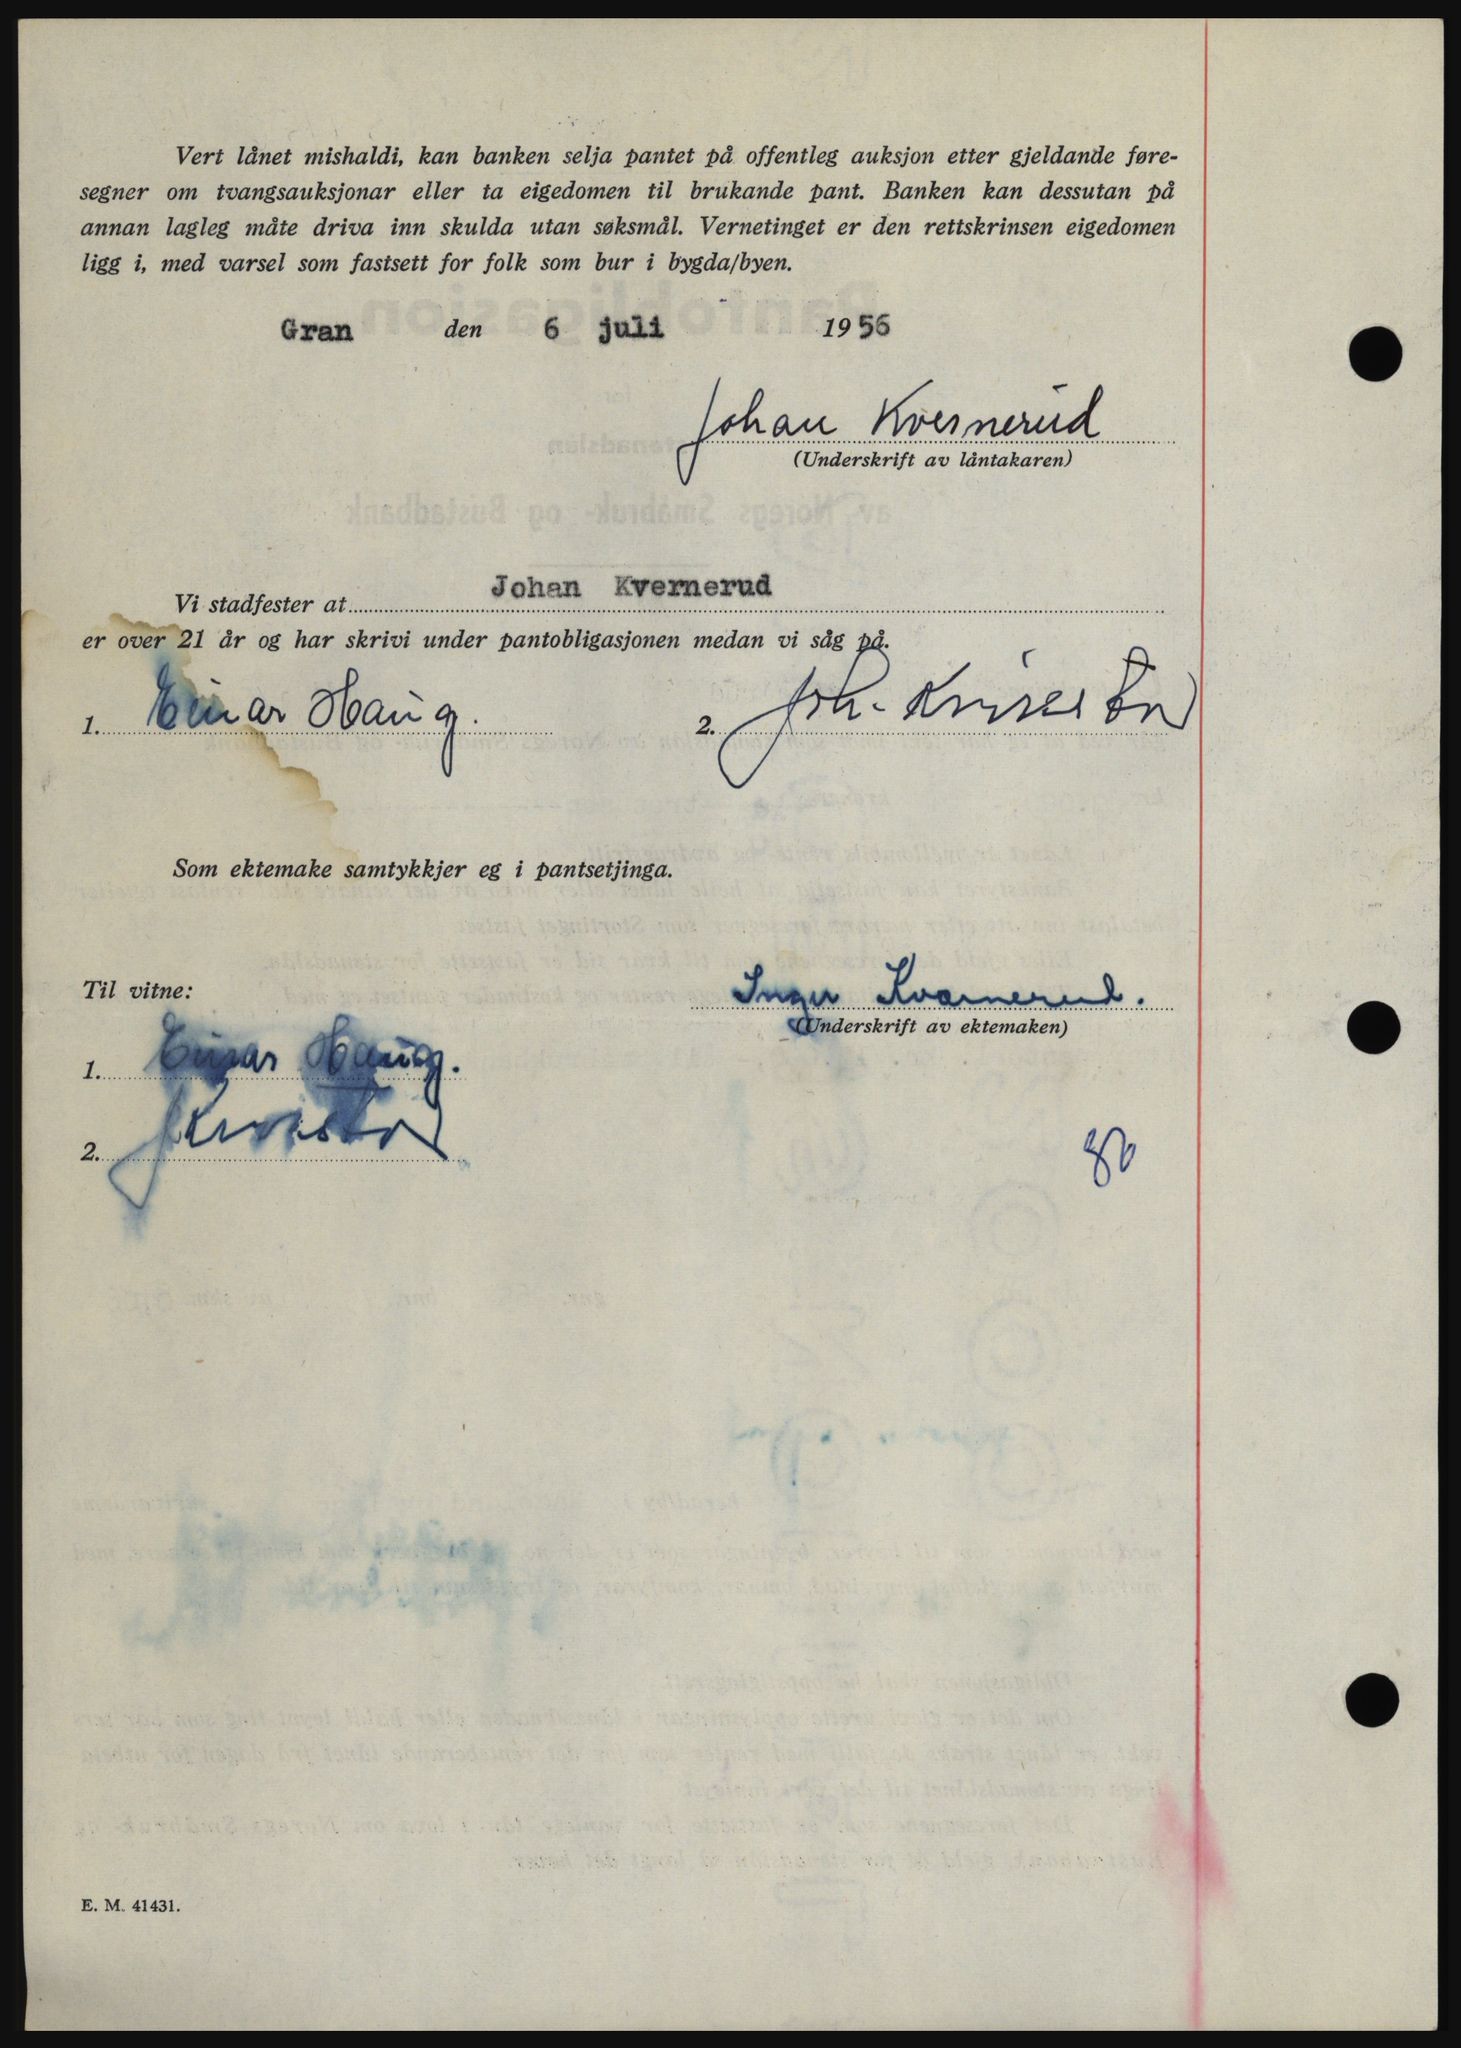 Vert lånet mishaldi, kan banken selja pantet på offentleg auksjon etter gjeldande føre-
segner om tvangsauksjonar eller ta eigedomen til brukande pant. Banken kan dessutan på
annan lagleg måte driva inn skulda utan søksmål. Vernetinget er den rettskrinsen eigedomen
ligg i, med varsel som fastsett for folk som bur i bygda/byen.
Gran den 6 juli 1956
Johan Kvernerud
(Underskrift av låntakaren)
Vi stadfester at Johan Kvernerud
er over 21 år og har skrivi under pantobligasjonen medan vi såg på.
1. Einar Haug. 2. Joh.
Som ektemake samtykkjer eg i pantsetjinga.
Til vitne: Inger Kvarnerud.
(Underskrift av ektemaken)
1. Einar Haug.
2.
E. M. 41431.